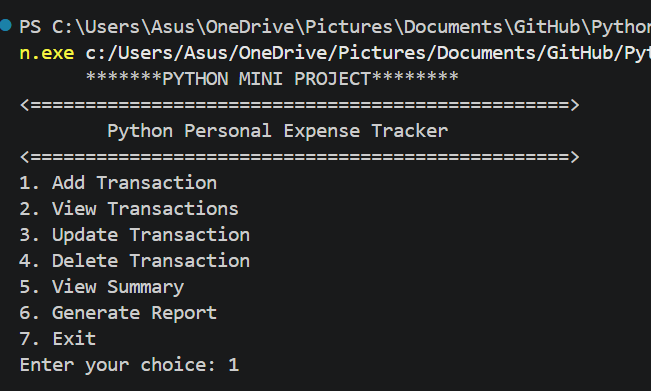 PS C:\Users\Asus\OneDrive\Pictures\Documents\GitHub\Python
n.exe c:/Users/Asus/OneDrive/Pictures/Documents/GitHub/Pyt
*******PYTHON MINI PROJECT********
<=================================================>
Python Personal Expense Tracker
<=================================================>
1. Add Transaction
2. View Transactions
3. Update Transaction
4. Delete Transaction
5. View Summary
6. Generate Report
7. Exit
Enter your choice: 1